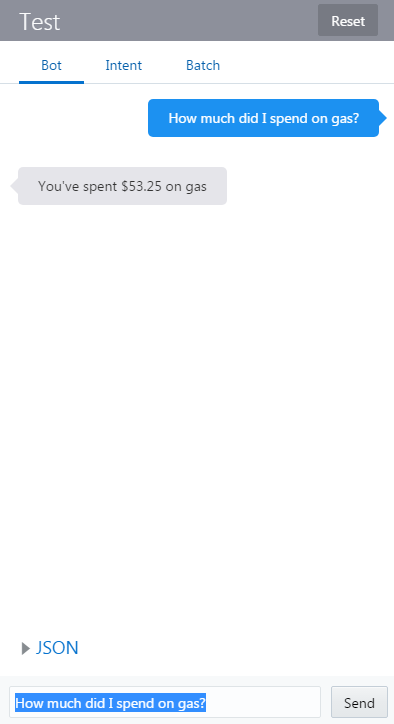 Test
Reset
Bot Intent Batch
How much did I spend on gas?
You've spent $53.25 on gas
JSON
How much did I spend on gas?
Send